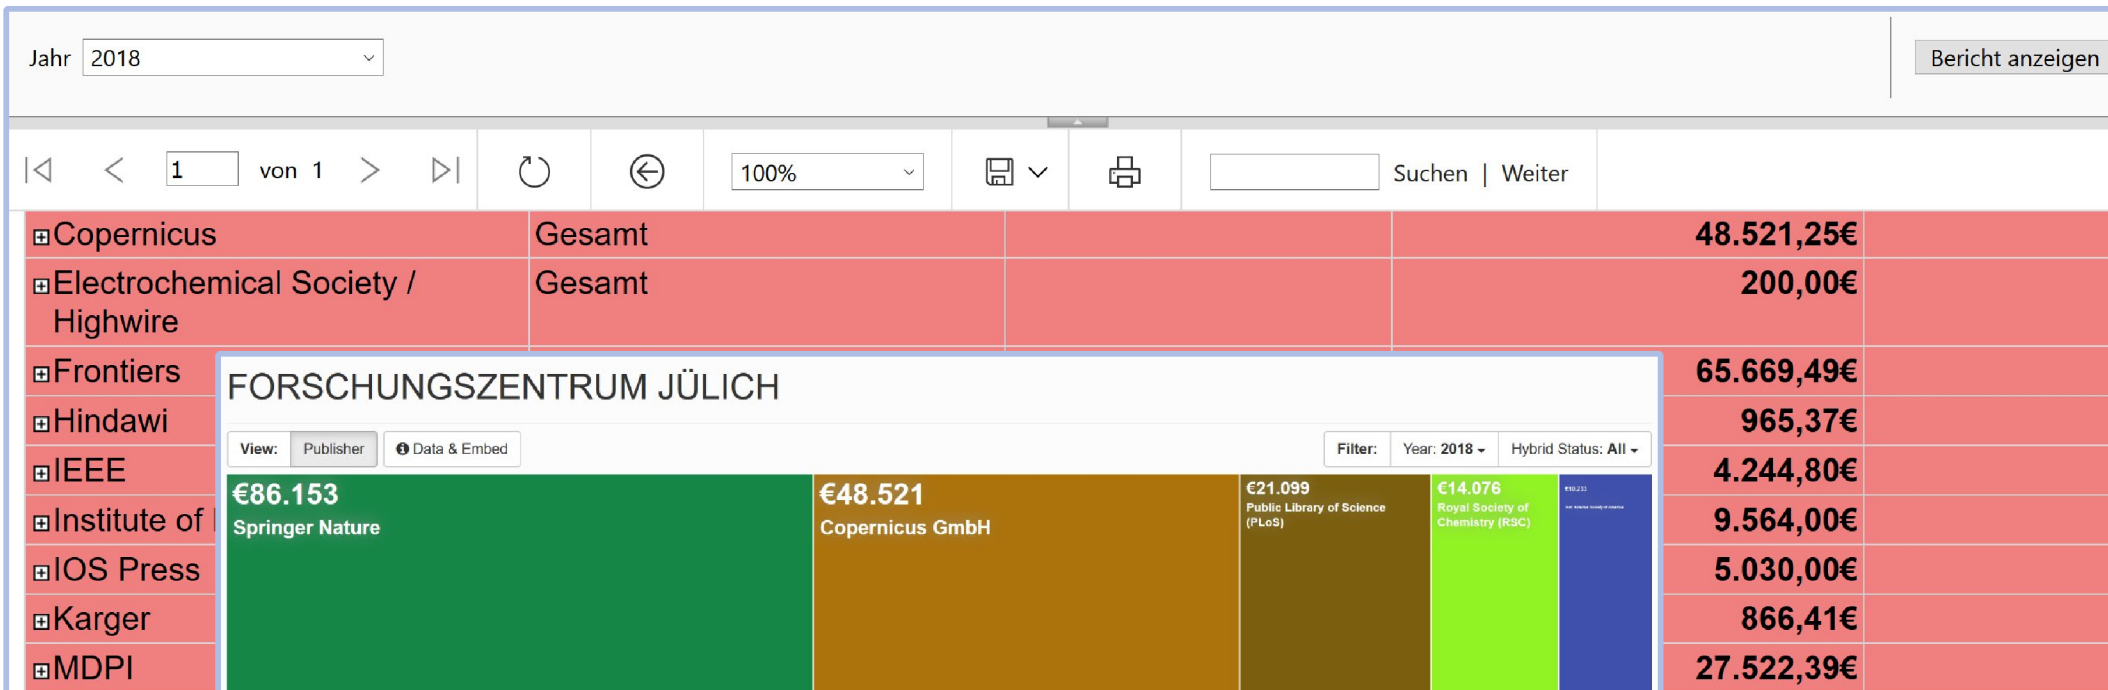 Jahr 2018 Bericht anzeigen
1 von 1 100% Suchen | Weiter
Copernicus Gesamt 48.521,25€
Electrochemical Society / Gesamt 200,00€
Highwire
Frontiers 65.669,49€
Hindawi 965,37€
IEEE 4.244,80€
Institute of 9.564,00€
IOS Press 5.030,00€
Karger 866,41€
MDPI 27.522,39€
FORSCHUNGSZENTRUM JÜLICH
View: Publisher Data & Embed Filter: Year: 2018 Hybrid Status: All
€86.153
Springer Nature
€48.521
Copernicus GmbH
€21.099
Public Library of Science
(PLoS)
€14.076
Royal Society of
Chemistry (RSC)
€10.233